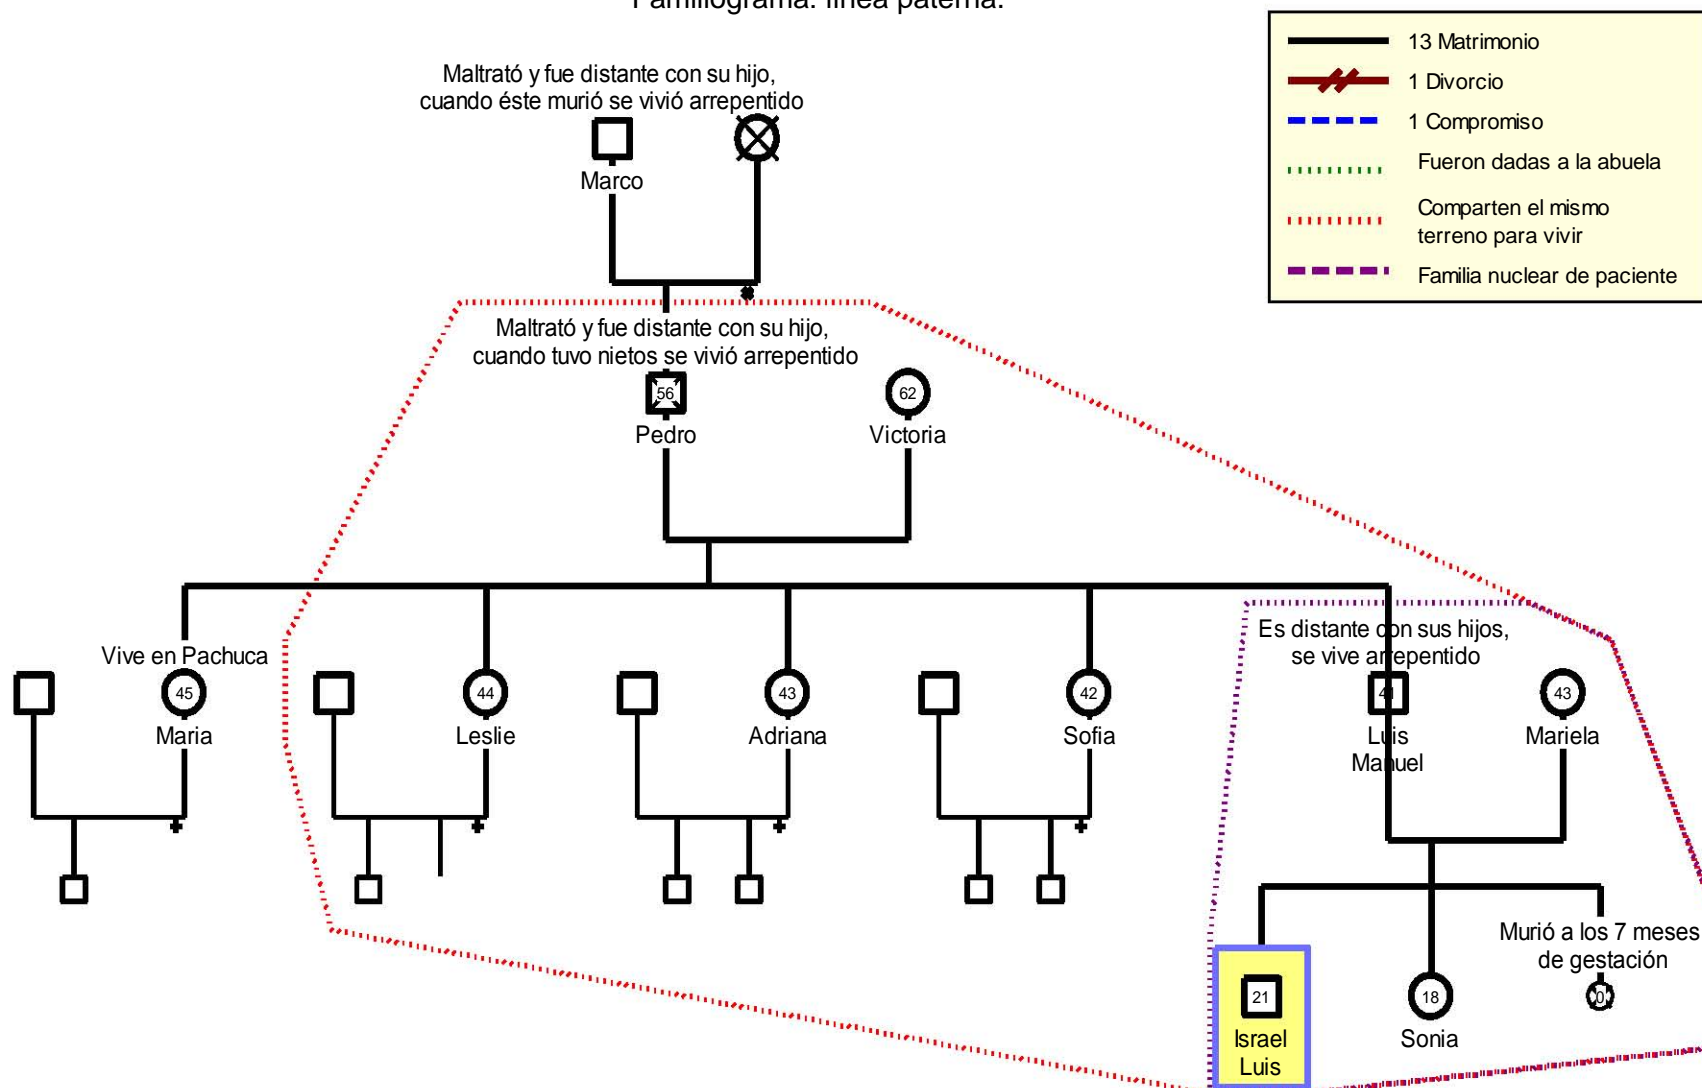 Familiograma: línea paterna.
13 Matrimonio
1 Divorcio
1 Compromiso
Fueron dadas a la abuela
Comparten el mismo
terreno para vivir
Familia nuclear de paciente
Maltrató y fue distante con su hijo,
cuando éste murió se vivió arrepentido
Marco
Maltrató y fue distante con su hijo,
cuando tuvo nietos se vivió arrepentido
56
62
Pedro
Victoria
Vive en Pachuca
Es distante con sus hijos,
se vive arrepentido
45
44
43
42
41
43
Maria
Leslie
Adriana
Sofia
Luis
Manuel
Mariela
Murió a los 7 meses
de gestación
21
18
0
Israel
Luis
Sonia